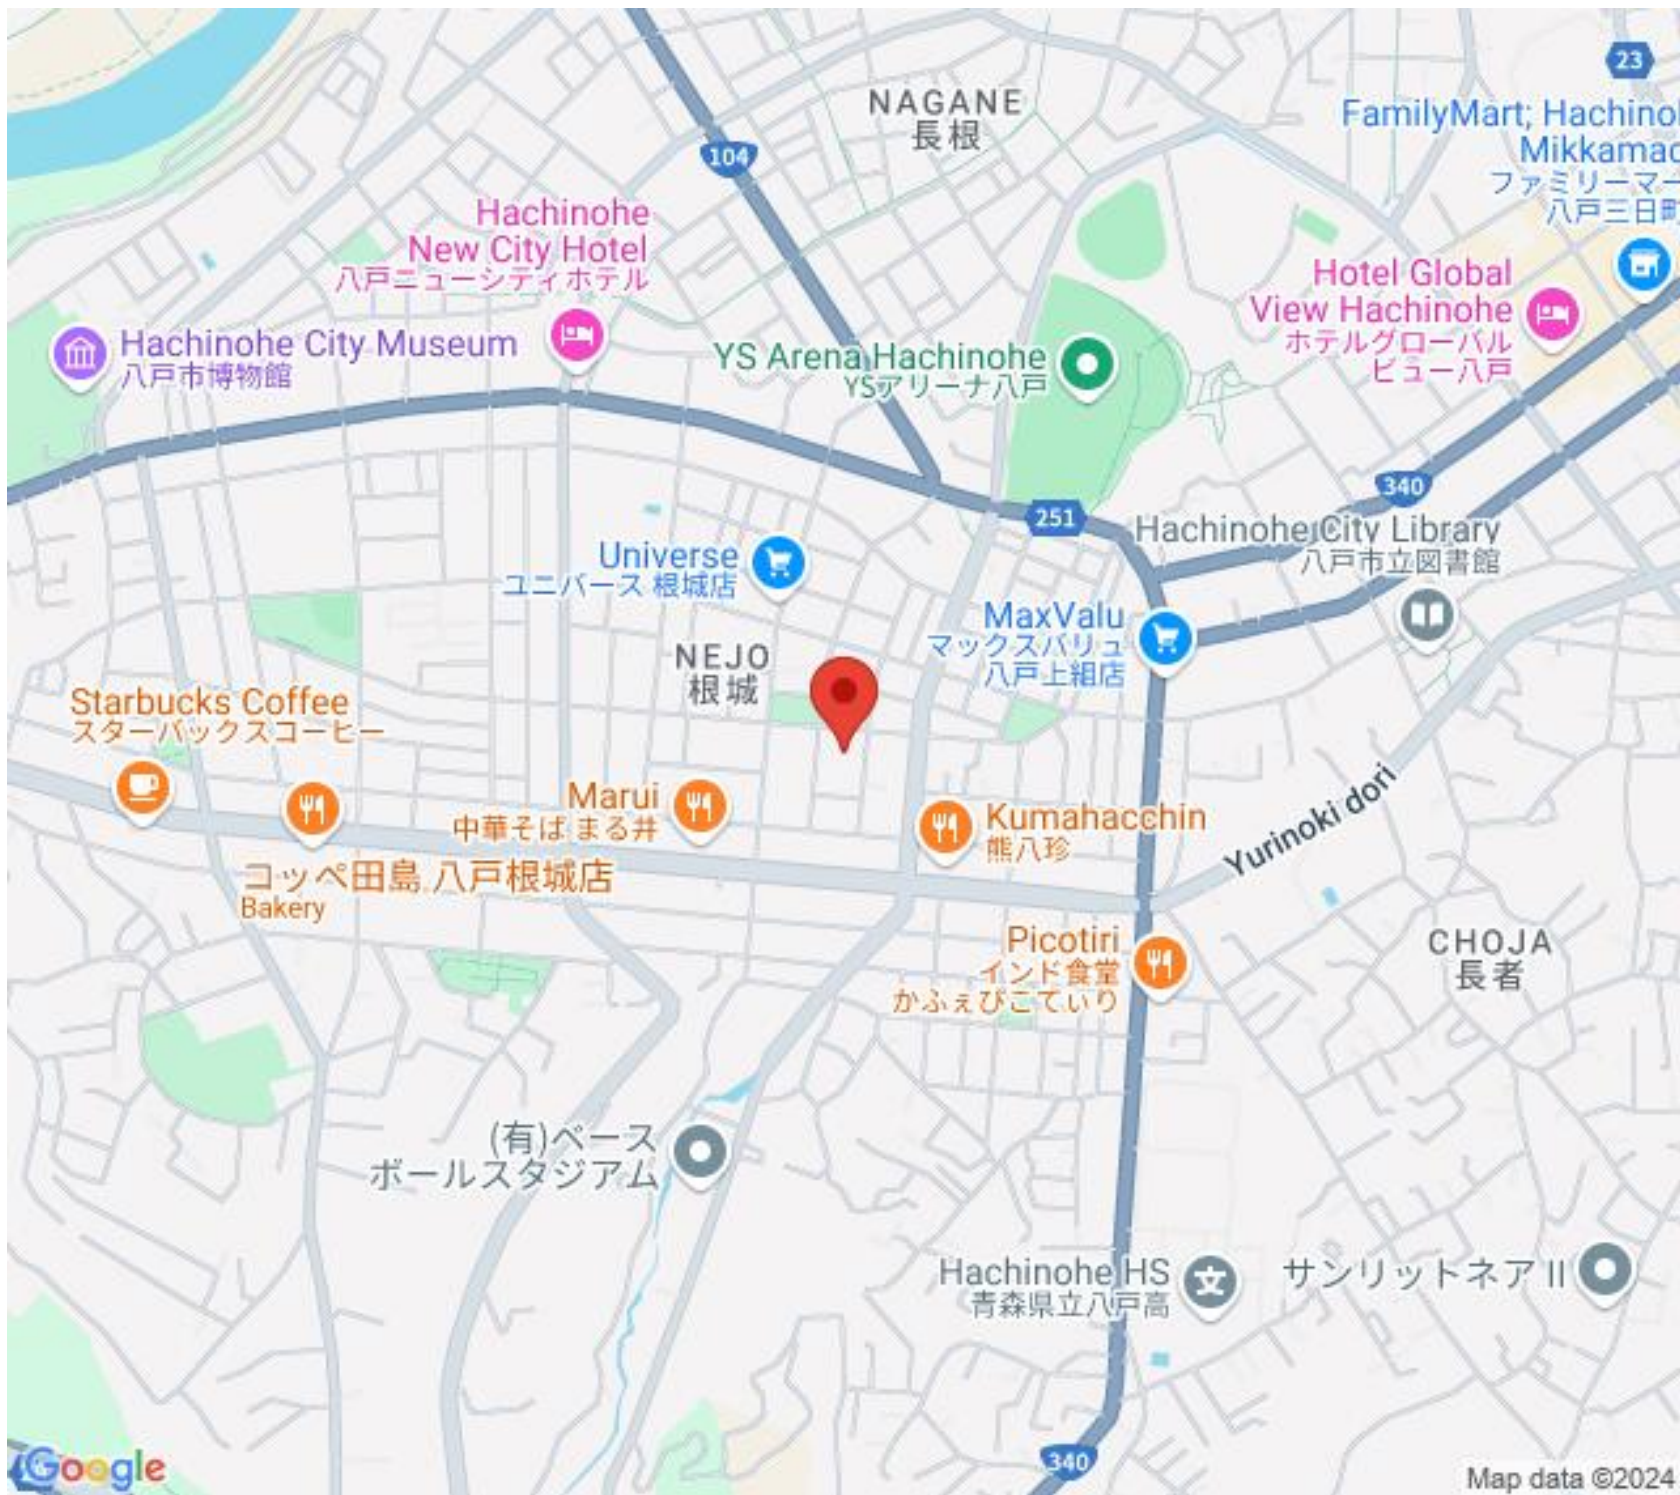 NAGANE
長根
23
FamilyMart; Hachino
Mikkamac
ファミリーマー
八戸三日町
104
Hachinohe
New City Hotel
八戸ニューシティホテル
Hotel Global
View Hachinohe
ホテルグローバル
ビュー八戸
Hachinohe City Museum
八戸市博物館
YS Arena Hachinohe
YSアリーナ八戸
340
251
Hachinohe City Library
八戸市立図書館
Universe
ユニバース 根城店
MaxValu
マックスバリュ
八戸上組店
NEJO
根城
Starbucks Coffee
スターバックスコーヒー
Marui
中華そば まる井
Kumahacchin
熊八珍
Yurinoki dori
コッペ田島 八戸根城店
Bakery
Picotiri
インド食堂
かふぇぴこてぃり
CHOJA
長者
(有)ベース
ボールスタジアム
Hachinohe HS
青森県立八戸高
サンリットネアⅡ
340
Google
Map data ©2024